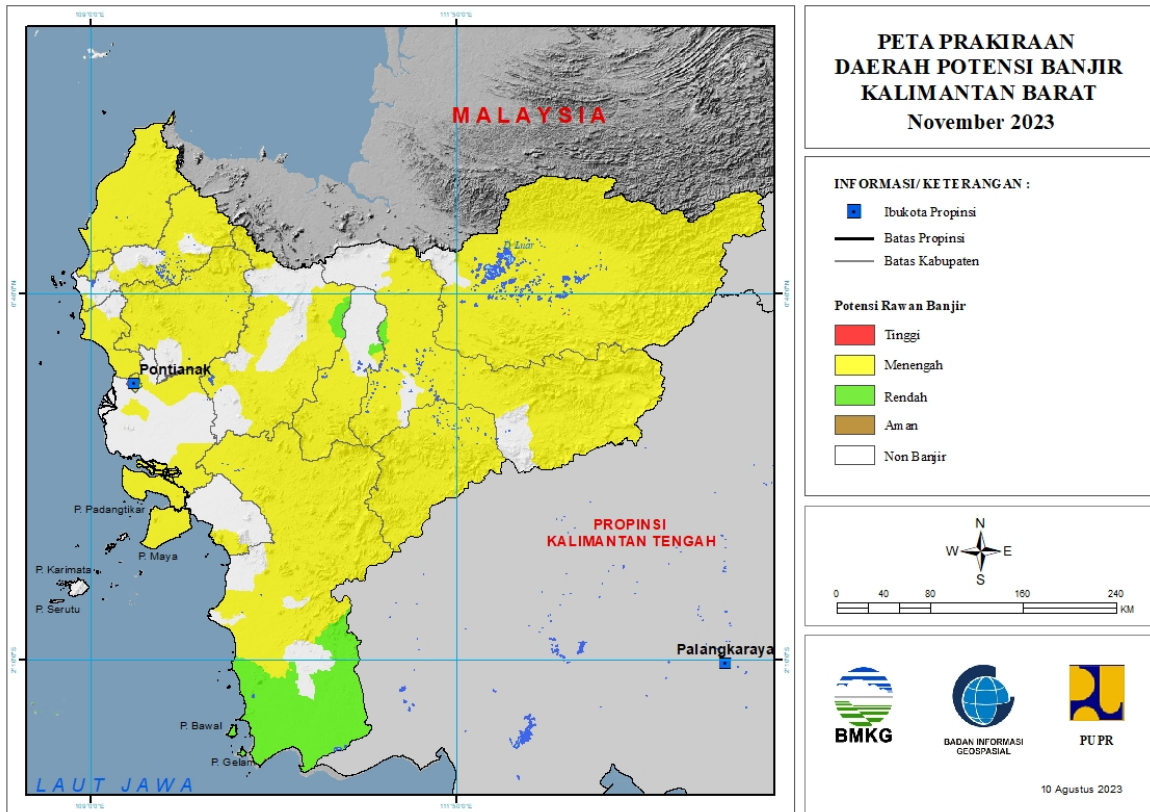 PETA PRAKIRAAN
DAERAH POTENSI BANJIR
KALIMANTAN BARAT
November 2023
INFORMASI/ KETERANGAN :
Ibukota Propinsi
Batas Propinsi
Batas Kabupaten
Potensi Rawan Banjir
Tinggi
Menengah
Rendah
Aman
Non Banjir
N
W E
S
0 20 40 80 160 240
KM
BMKG
BADAN INFORMASI
GEOSPASIAL
PUPR
10 Agustus 2023
MALAYSIA
D. Luar
Pontianak
P. Padangtikar
P. Maya
P. Karimata
P. Serutu
PROPINSI
KALIMANTAN TENGAH
Palangkaraya
P. Bawal
P. Gelam
LAUT JAWA